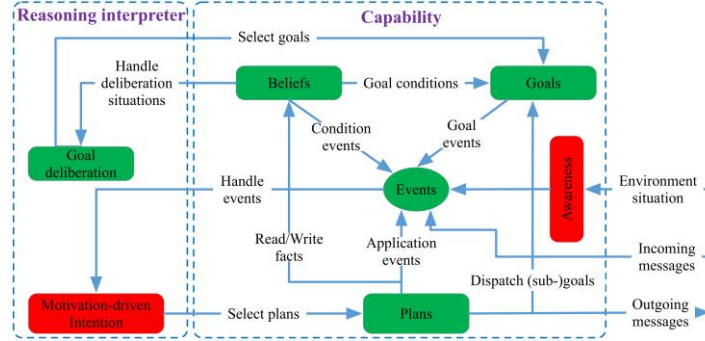 Reasoning interpreter
Capability
Select goals
Handle
deliberation
situations
Beliefs
Goal conditions
Goals
Condition
events
Goal
events
Goal
deliberation
Handle
events
Events
Awareness
Environment
situation
Read/Write
facts
Application
events
Incoming
messages
Dispatch (sub-)goals
Motivation-driven
Intention
Select plans
Plans
Outgoing
messages